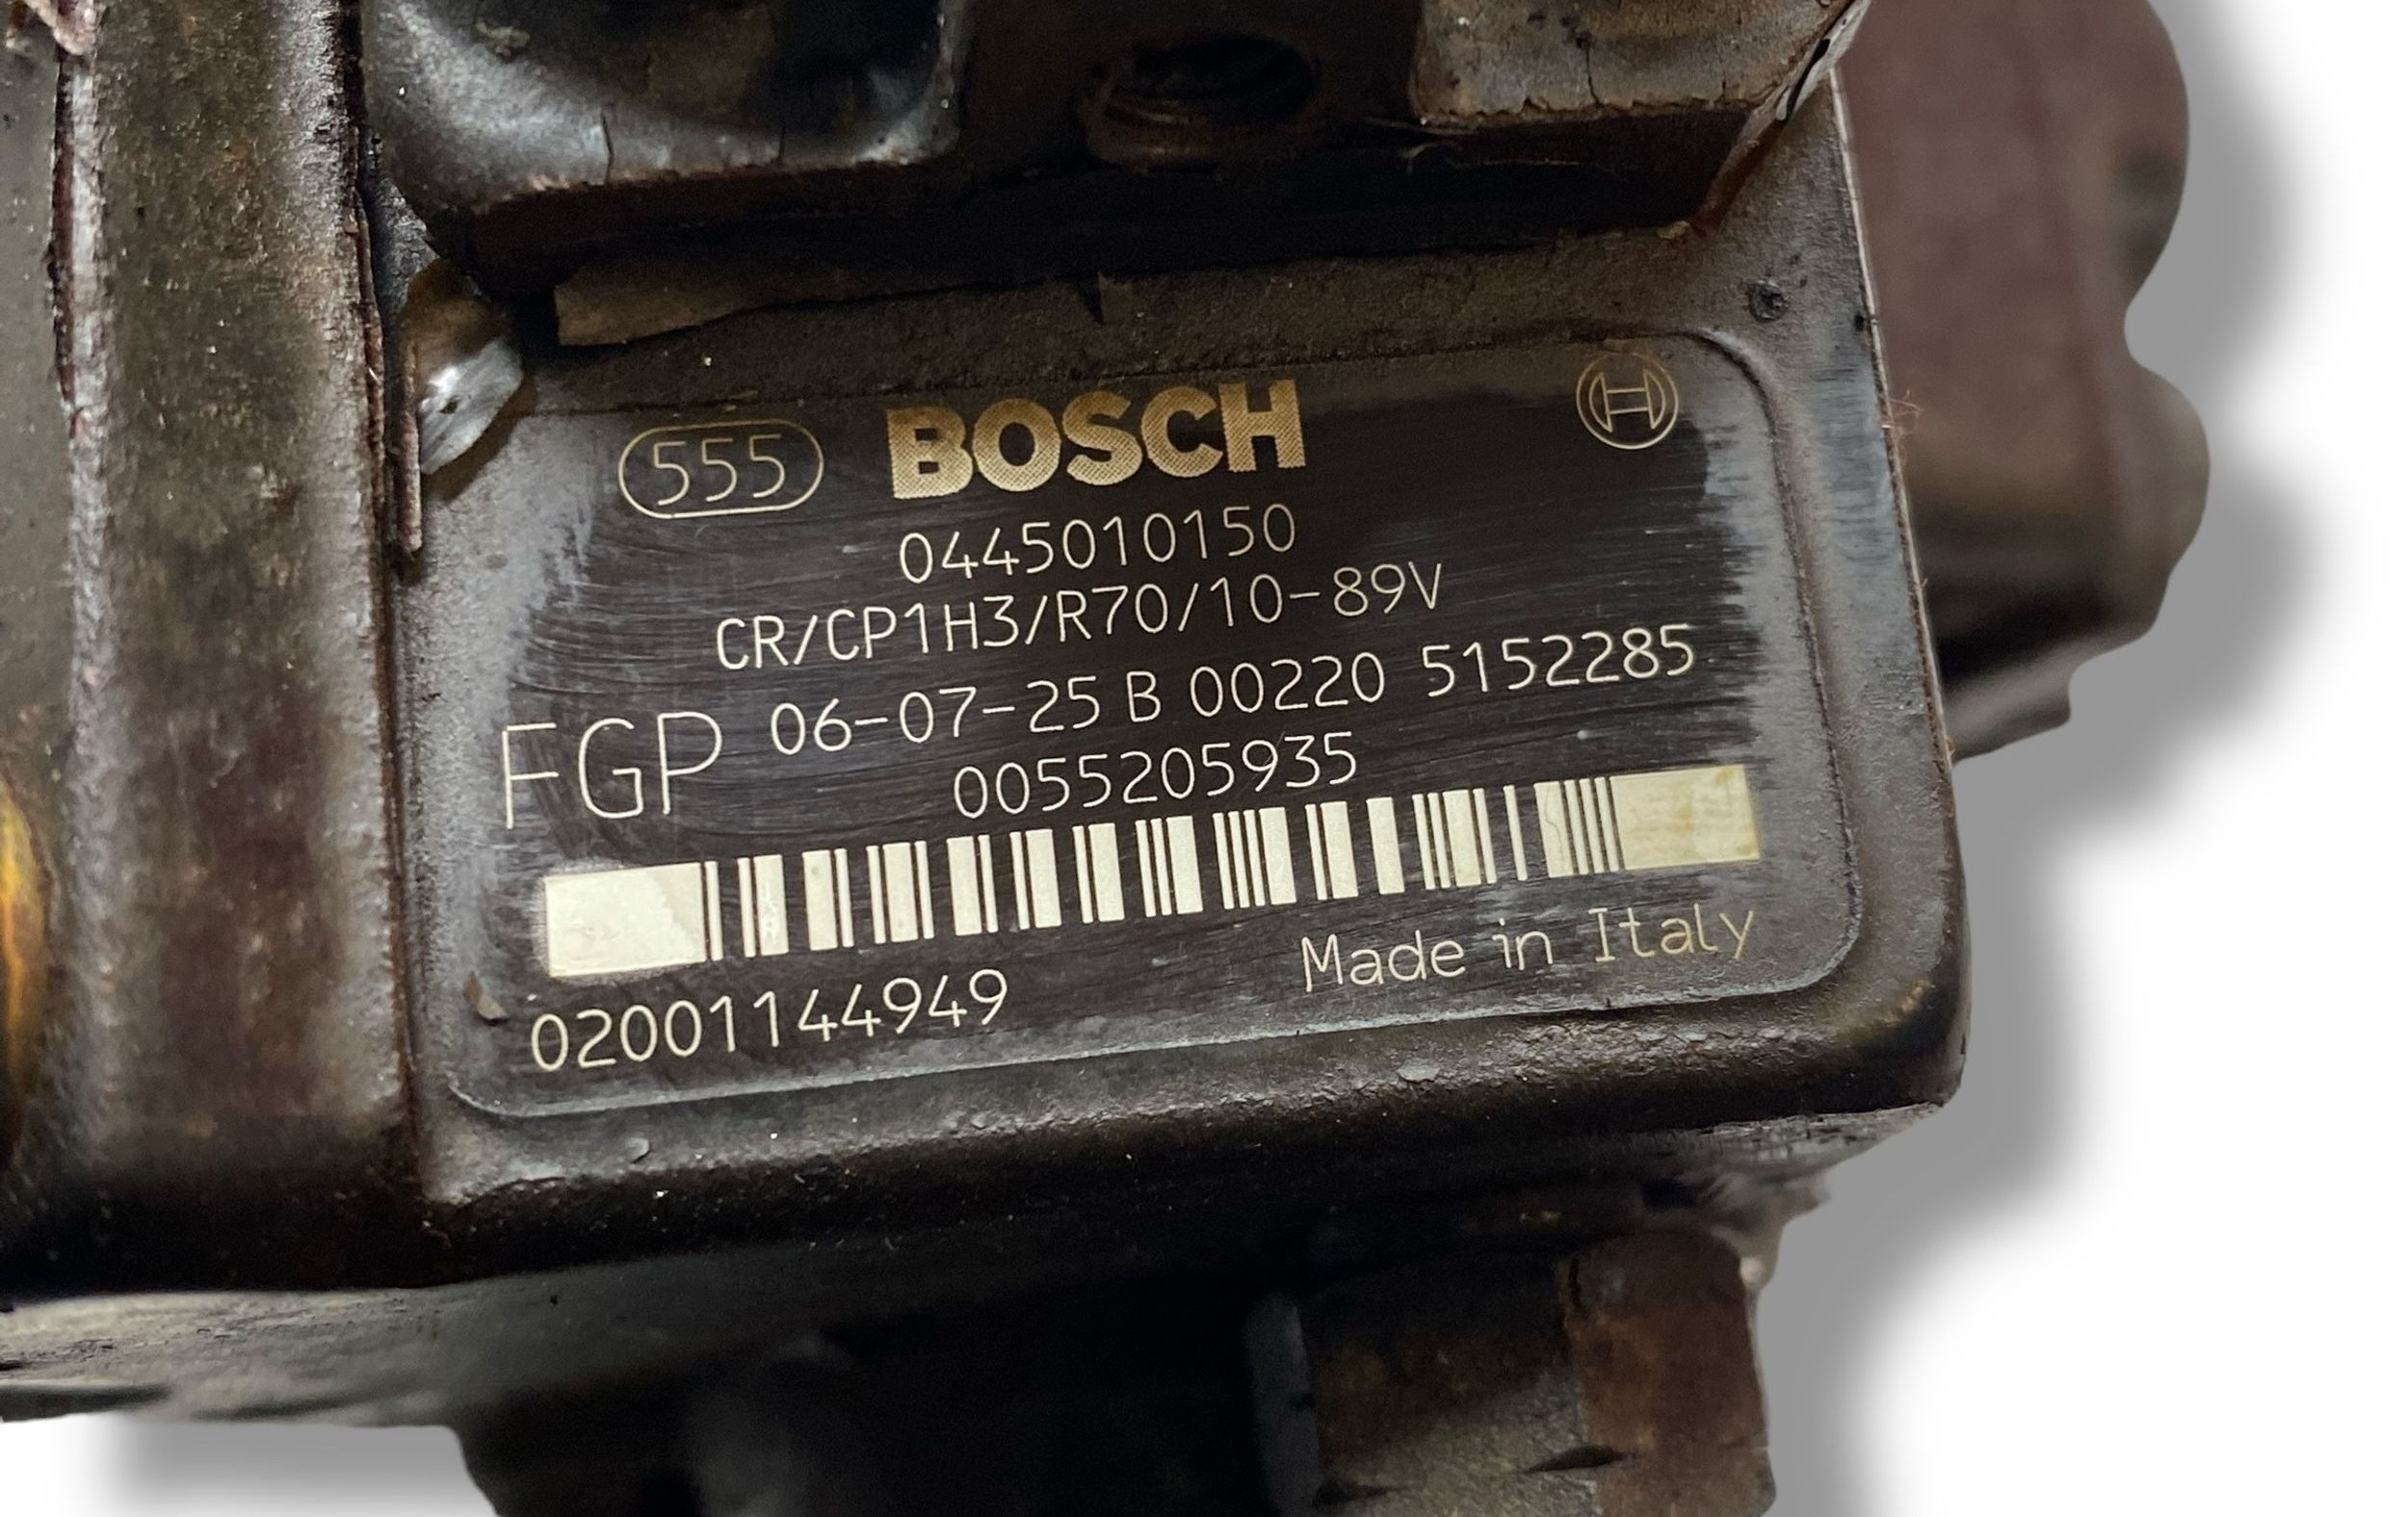 555 BOSCH
0445010150
CR/CP1H3/R70/10-89V
FGP 06-07-25 B 00220 5152285
0055205935
02001144949
Made in Italy